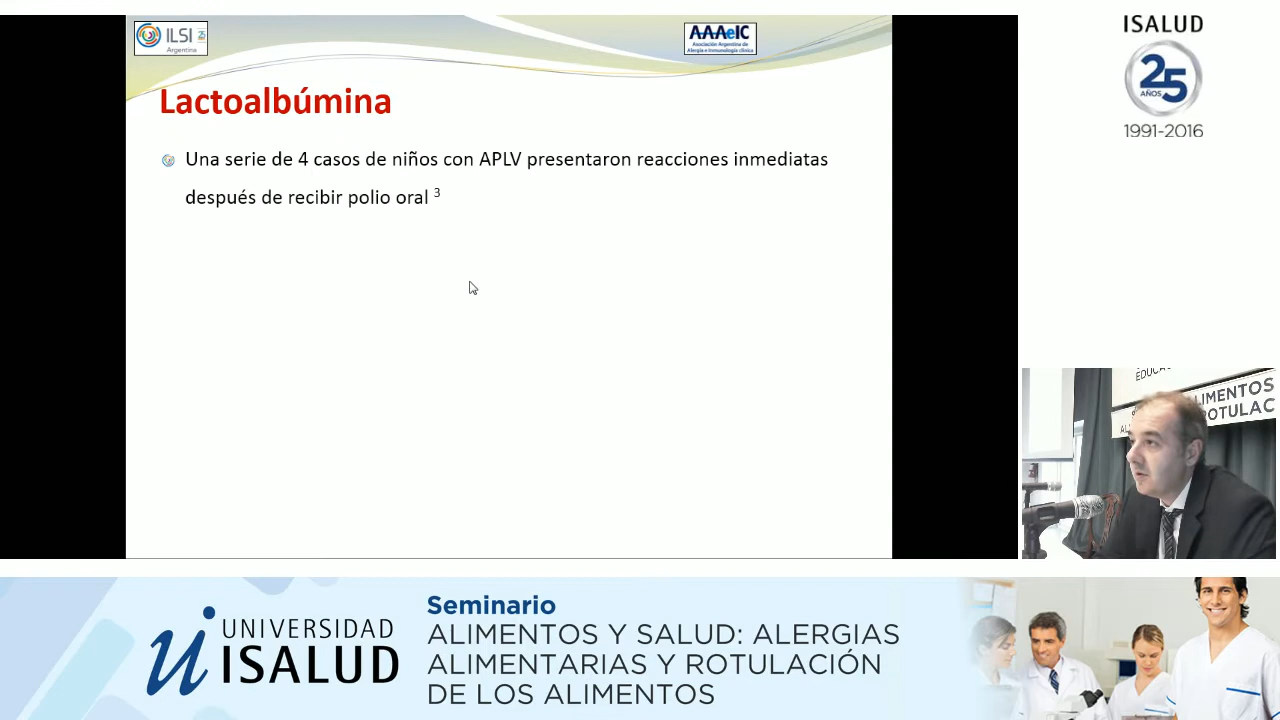 ILSI
Argentina
AAAeIC
Asociación Argentina de
Alergia e Inmunología Clínica
ISALUD
25
AÑOS
1991-2016
Lactoalbúmina
Una serie de 4 casos de niños con APLV presentaron reacciones inmediatas
después de recibir polio oral 3
EDUCA
ALIMENTOS
ROTULAC
UNIVERSIDAD
ISALUD
Seminario
ALIMENTOS Y SALUD: ALERGIAS
ALIMENTARIAS Y ROTULACIÓN
DE LOS ALIMENTOS